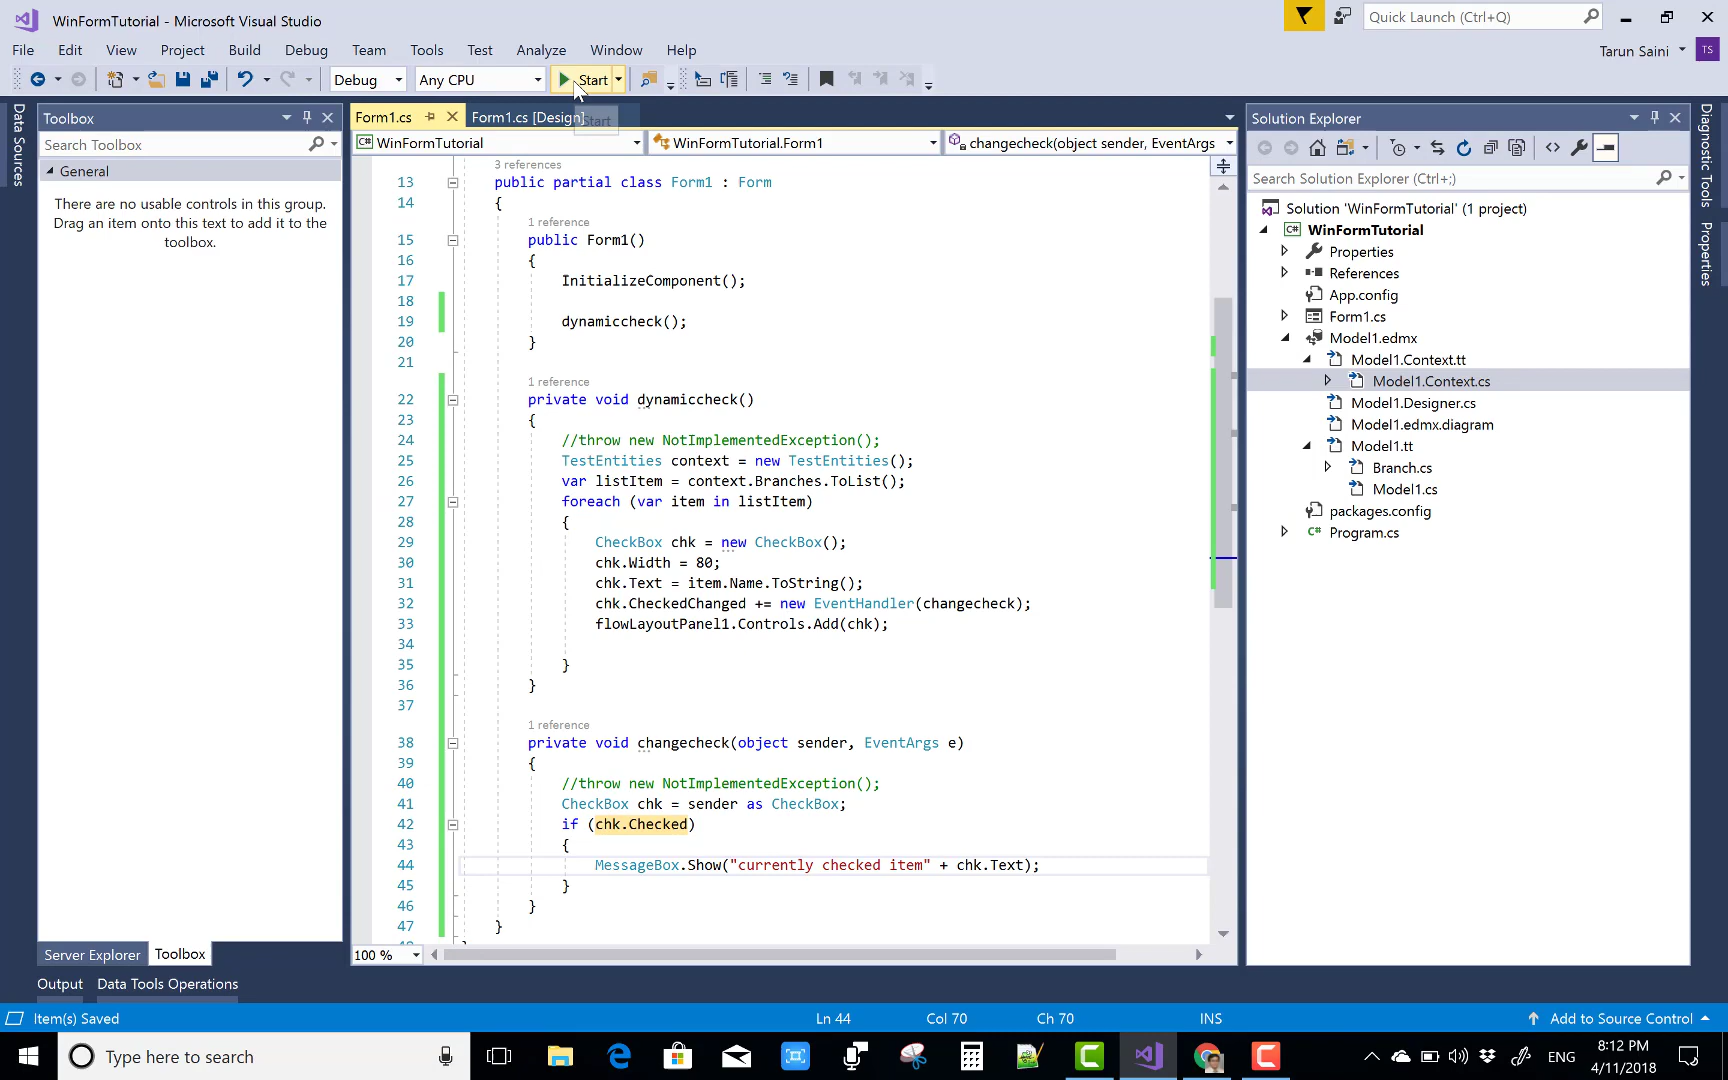 WinFormTutorial - Microsoft Visual Studio
Quick Launch (Ctrl+Q)
File Edit View Project Build Debug Team Tools Test Analyze Window Help
Tarun Saini TS
Debug Any CPU Start
Data Sources
Toolbox
Search Toolbox
General
There are no usable controls in this group.
Drag an item onto this text to add it to the
toolbox.
Server Explorer Toolbox
Form1.cs Form1.cs [Design]
Start
C# WinFormTutorial WinFormTutorial.Form1 changecheck(object sender, EventArgs
3 references
13 public partial class Form1 : Form
14 {
1 reference
15 public Form1()
16 {
17 InitializeComponent();
18
19 dynamiccheck();
20 }
21
1 reference
22 private void dynamiccheck()
23 {
24 //throw new NotImplementedException();
25 TestEntities context = new TestEntities();
26 var listItem = context.Branches.ToList();
27 foreach (var item in listItem)
28 {
29 CheckBox chk = new CheckBox();
30 chk.Width = 80;
31 chk.Text = item.Name.ToString();
32 chk.CheckedChanged += new EventHandler(changecheck);
33 flowLayoutPanel1.Controls.Add(chk);
34
35 }
36 }
37
1 reference
38 private void changecheck(object sender, EventArgs e)
39 {
40 //throw new NotImplementedException();
41 CheckBox chk = sender as CheckBox;
42 if (chk.Checked)
43 {
44 MessageBox.Show("currently checked item" + chk.Text);
45 }
46 }
47 }
100 %
Solution Explorer
Search Solution Explorer (Ctrl+;)
Solution 'WinFormTutorial' (1 project)
C# WinFormTutorial
Properties
References
App.config
Form1.cs
Model1.edmx
Model1.Context.tt
Model1.Context.cs
Model1.Designer.cs
Model1.edmx.diagram
Model1.tt
Branch.cs
Model1.cs
packages.config
C# Program.cs
Diagnostic Tools
Properties
Output Data Tools Operations
Item(s) Saved Ln 44 Col 70 Ch 70 INS Add to Source Control
Type here to search
ENG
8:12 PM
4/11/2018